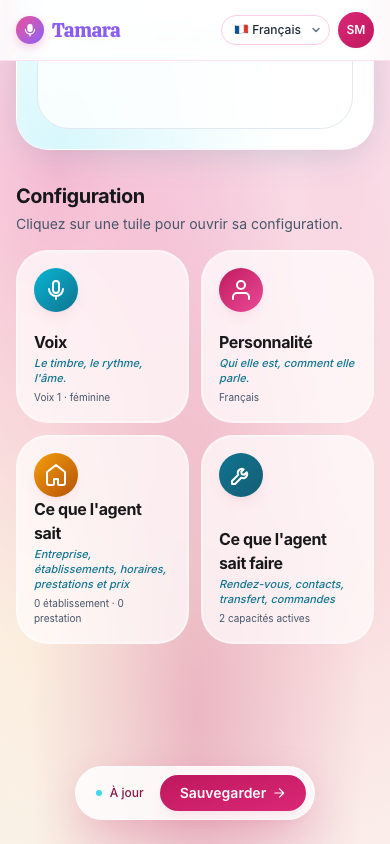 Tamara
Français
SM
Configuration
Cliquez sur une tuile pour ouvrir sa configuration.
Voix
Le timbre, le rythme,
l'âme.
Voix 1 · féminine
Personnalité
Qui elle est, comment elle
parle.
Français
Ce que l'agent
sait
Entreprise,
établissements, horaires,
prestations et prix
0 établissement · 0
prestation
Ce que l'agent
sait faire
Rendez-vous, contacts,
transfert, commandes
2 capacités actives
À jour
Sauvegarder →